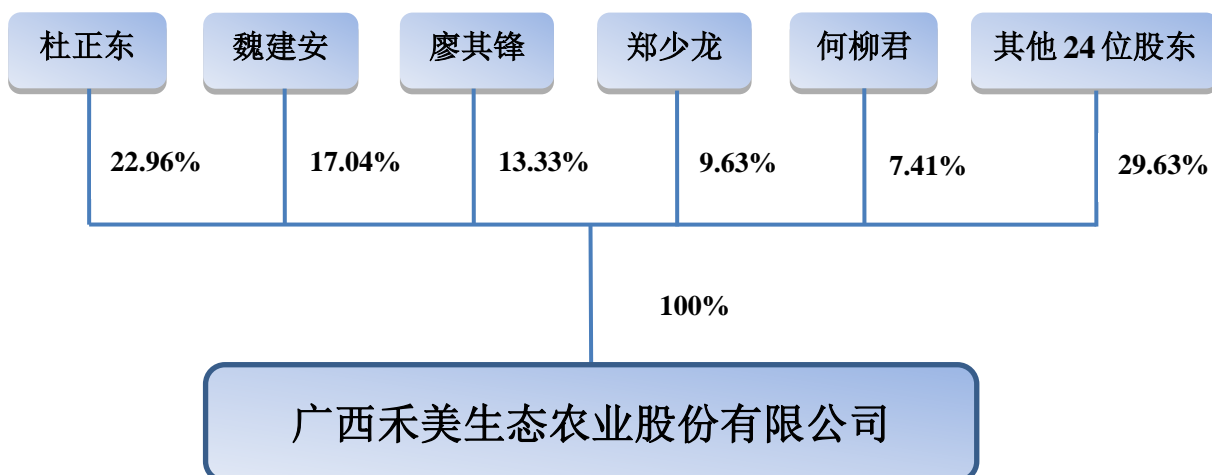 杜正东
魏建安
廖其锋
郑少龙
何柳君
其他 24 位股东
22.96%
17.04%
13.33%
9.63%
7.41%
29.63%
100%
广西禾美生态农业股份有限公司